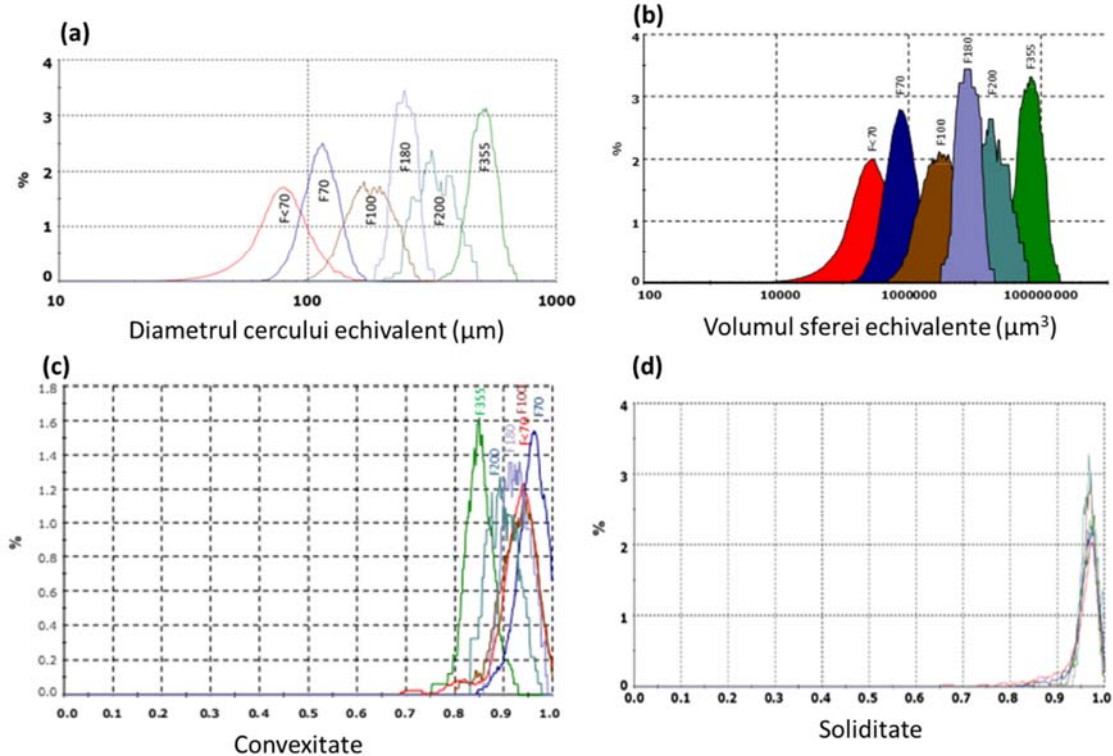 (a)
4
3
2
1
0
%
F<70
F70
F100
F180
F200
F355
10
100
1000
Diametrul cercului echivalent (µm)
(b)
4
3
2
1
0
%
F<70
F70
F100
F180
F200
F355
100
10000
1000000
100000000
Volumul sferei echivalente (µm³)
(c)
1.8
1.6
1.4
1.2
1.0
0.8
0.6
0.4
0.2
0.0
%
F355
F200
F180
F<70 F100
F70
0.0 0.1 0.2 0.3 0.4 0.5 0.6 0.7 0.8 0.9 1.0
Convexitate
(d)
4
3
2
1
0
%
0.0 0.1 0.2 0.3 0.4 0.5 0.6 0.7 0.8 0.9 1.0
Soliditate